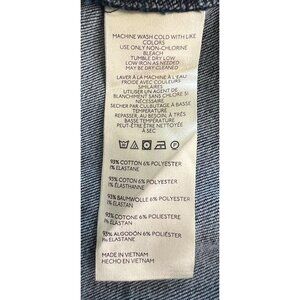 MACHINE WASH COLD WITH LIKE
COLORS
USE ONLY NON-CHLORINE
BLEACH
TUMBLE DRY LOW
LOW IRON AS NEEDED
MAY BE DRY CLEANED
LAVER À LA MACHINE À L'EAU
FROIDE AVEC COULEURS
SIMILAIRES
UTILISER UN AGENT DE
BLANCHIMENT SANS CHLORE SI
NÉCESSAIRE
SÉCHER PAR CULBUTAGE À BASSE
TEMPÉRATURE
REPASSER, AU BESOIN, À TRÈS
BASSE TEMPÉRATURE
PEUT-ÊTRE NETTOYÉE
À SEC
93% COTTON 6% POLYESTER
1% ELASTANE
93% COTON 6% POLYESTER
1% ÉLASTHANNE
93% BAUMWOLLE 6% POLYESTER
1% ELASTAN
93% COTONE 6% POLIESTERE
1% ELASTAN
93% ALGODÓN 6% POLIÉSTER
1% ELASTANE
MADE IN VIETNAM
HECHO EN VIETNAM